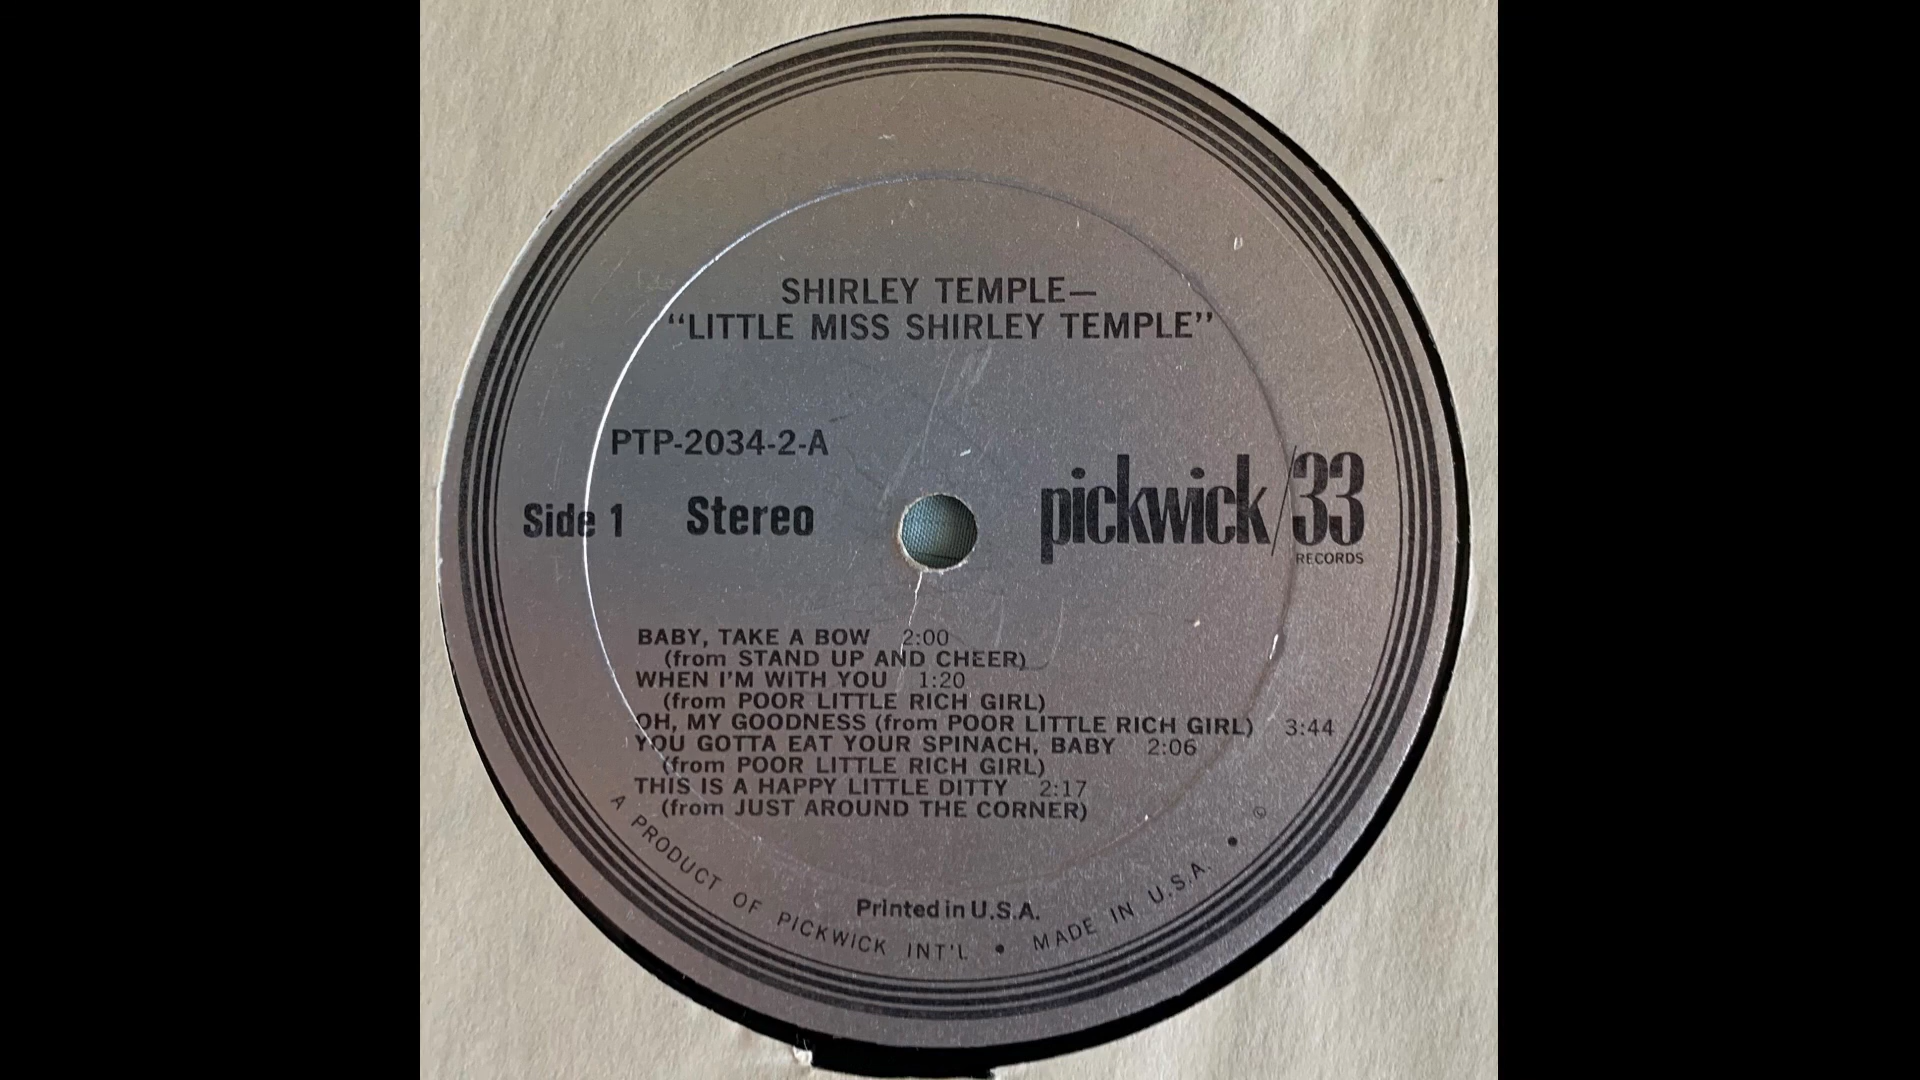 SHIRLEY TEMPLE—
“LITTLE MISS SHIRLEY TEMPLE”
PTP-2034-2-A
Side 1 Stereo
pickwick/33
RECORDS
BABY, TAKE A BOW 2:00
(from STAND UP AND CHEER)
WHEN I'M WITH YOU 1:20
(from POOR LITTLE RICH GIRL)
OH, MY GOODNESS (from POOR LITTLE RICH GIRL) 3:44
YOU GOTTA EAT YOUR SPINACH, BABY 2:06
(from POOR LITTLE RICH GIRL)
THIS IS A HAPPY LITTLE DITTY 2:17
(from JUST AROUND THE CORNER)
Printed in U.S.A.
A PRODUCT OF PICKWICK INT'L • MADE IN U.S.A. • ©